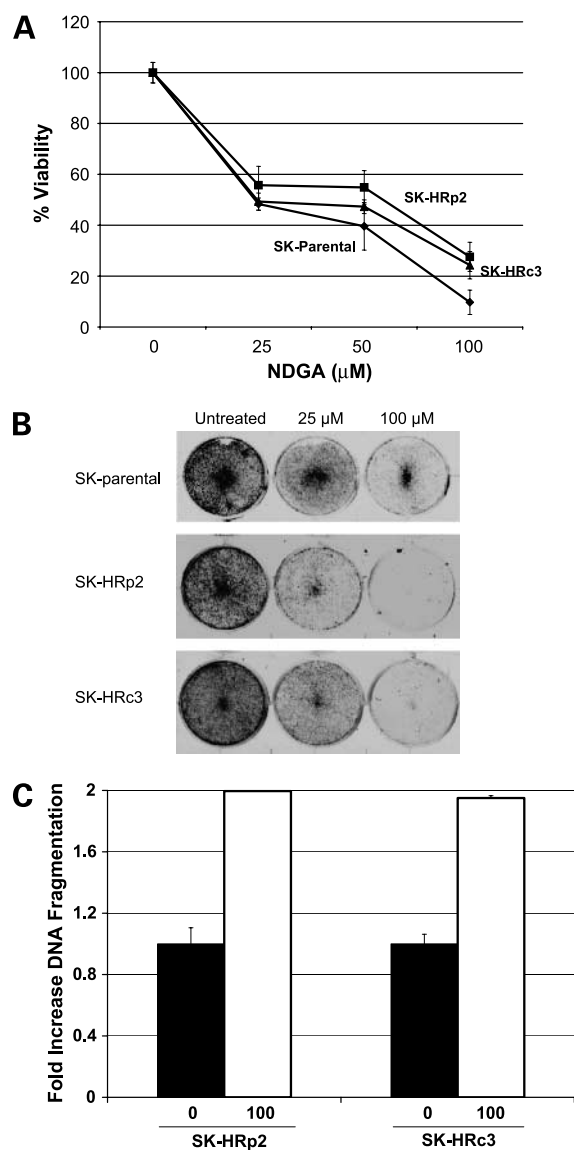 A
120
100
80
60
40
20
0
% Viability
SK-HRp2
SK-Parental
SK-HRc3
0 25 50 100
NDGA (µM)
B
Untreated 25 µM 100 µM
SK-parental
SK-HRp2
SK-HRc3
C
2
1.6
1.2
0.8
0.4
0
Fold Increase DNA Fragmentation
0 100 0 100
SK-HRp2 SK-HRc3